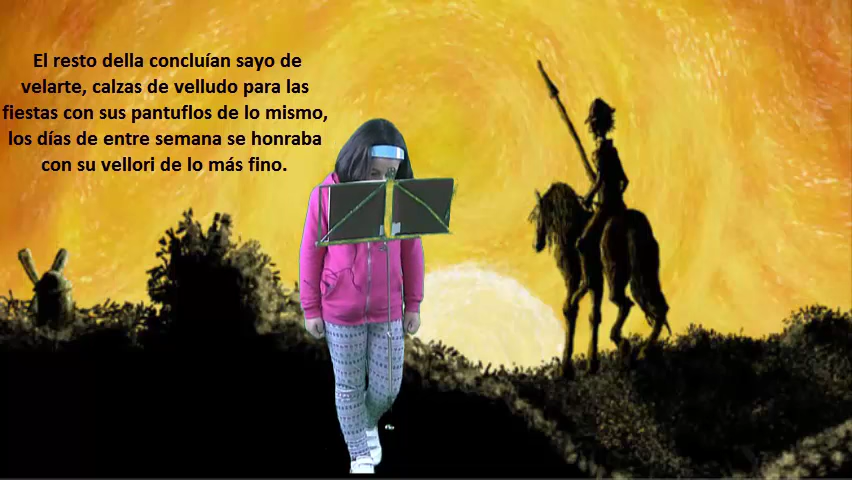 El resto della concluían sayo de
velarte, calzas de velludo para las
fiestas con sus pantuflos de lo mismo,
los días de entre semana se honraba
con su vellori de lo más fino.